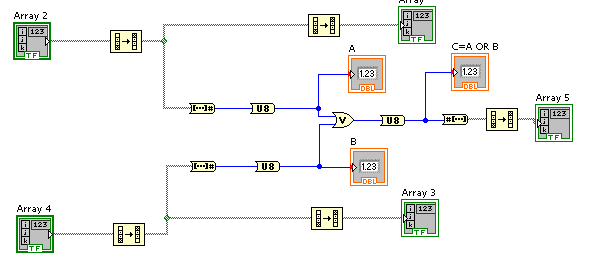 Array 2
Array
i 123
j
k
TF
i 123
j
k
TF
A
1.23
DBL
C=A OR B
1.23
DBL
Array 5
i 123
j
k
TF
[...]#
U8
V
U8
#[...]
[...]#
U8
B
1.23
DBL
Array 4
Array 3
i 123
j
k
TF
i 123
j
k
TF